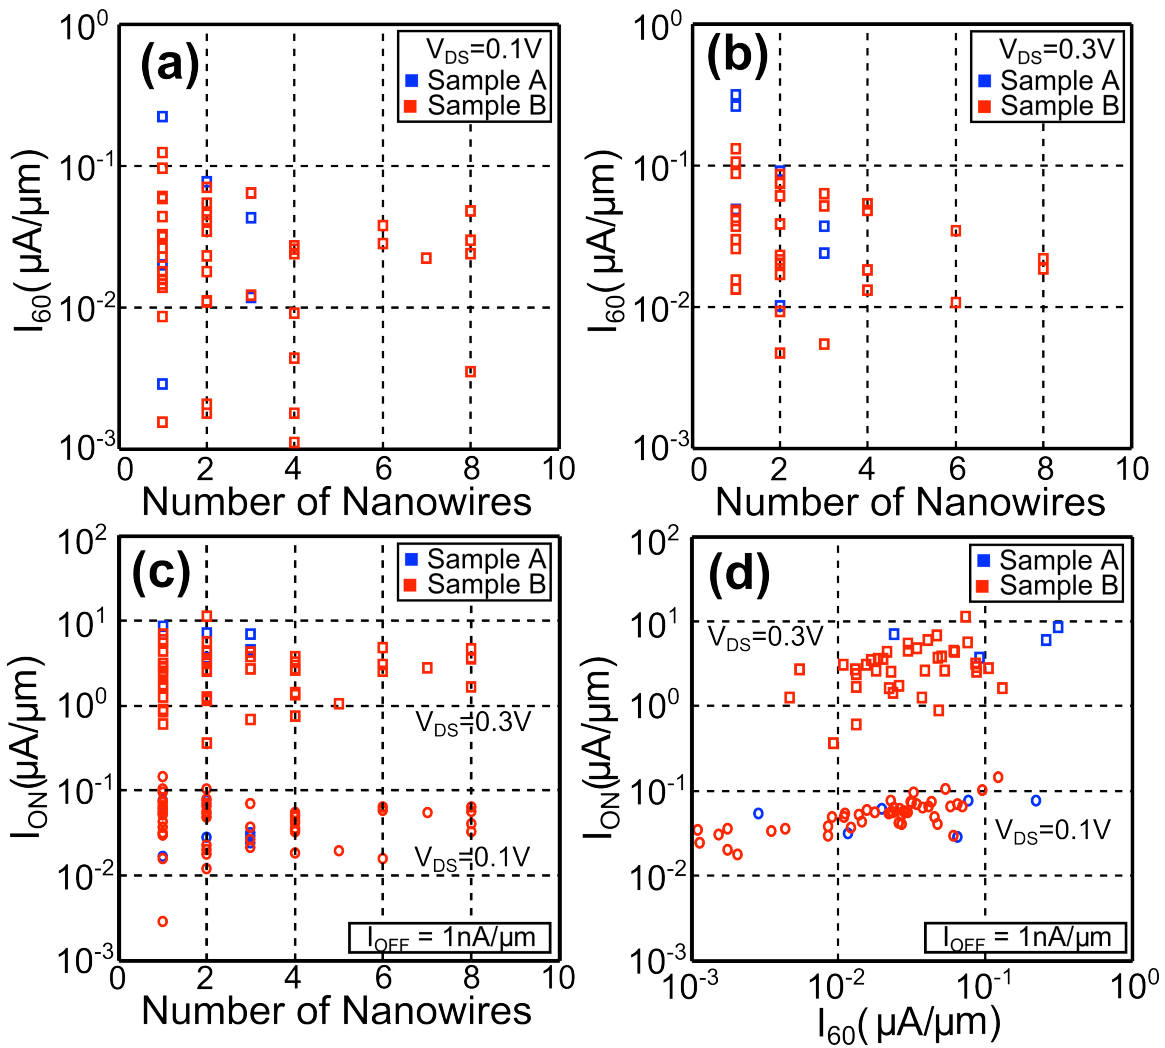 (a)
V_DS=0.1V
Sample A
Sample B
10^0
10^-1
10^-2
10^-3
I_60( µA/µm)
0 2 4 6 8 10
Number of Nanowires
(b)
V_DS=0.3V
Sample A
Sample B
10^0
10^-1
10^-2
10^-3
I_60( µA/µm)
0 2 4 6 8 10
Number of Nanowires
(c)
Sample A
Sample B
10^2
10^1
10^0
10^-1
10^-2
10^-3
I_ON(µA/µm)
V_DS=0.3V
V_DS=0.1V
I_OFF = 1nA/µm
0 2 4 6 8 10
Number of Nanowires
(d)
Sample A
Sample B
10^2
10^1
10^0
10^-1
10^-2
10^-3
I_ON(µA/µm)
V_DS=0.3V
V_DS=0.1V
I_OFF = 1nA/µm
10^-3 10^-2 10^-1 10^0
I_60( µA/µm)